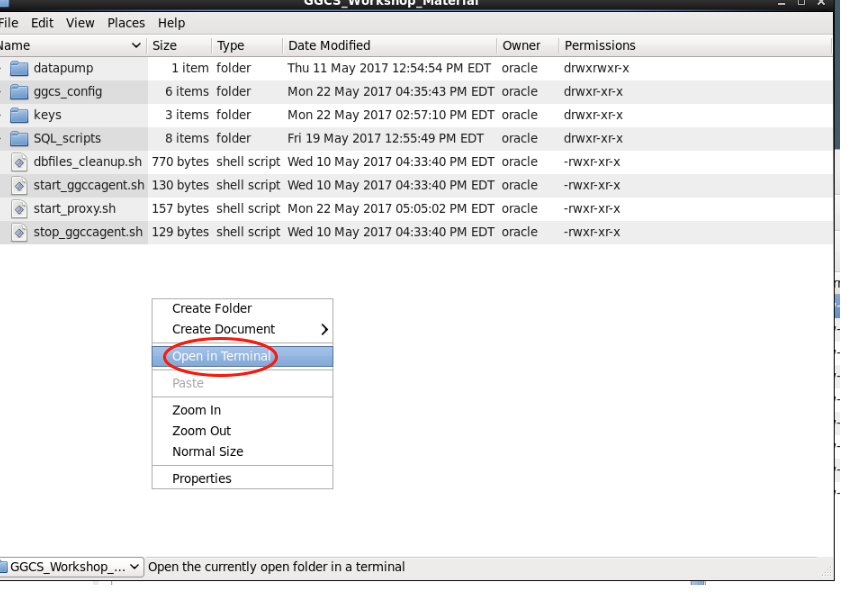 GGCS_Workshop_Material
File Edit View Places Help
Name Size Type Date Modified Owner Permissions
datapump 1 item folder Thu 11 May 2017 12:54:54 PM EDT oracle drwxrwxr-x
ggcs_config 6 items folder Mon 22 May 2017 04:35:43 PM EDT oracle drwxr-xr-x
keys 3 items folder Mon 22 May 2017 02:57:10 PM EDT oracle drwxr-xr-x
SQL_scripts 8 items folder Fri 19 May 2017 12:55:49 PM EDT oracle drwxr-xr-x
dbfiles_cleanup.sh 770 bytes shell script Wed 10 May 2017 04:33:40 PM EDT oracle -rwxr-xr-x
start_ggccagent.sh 130 bytes shell script Wed 10 May 2017 04:33:40 PM EDT oracle -rwxr-xr-x
start_proxy.sh 157 bytes shell script Mon 22 May 2017 05:05:02 PM EDT oracle -rwxr-xr-x
stop_ggccagent.sh 129 bytes shell script Wed 10 May 2017 04:33:40 PM EDT oracle -rwxr-xr-x
Create Folder
Create Document
Open in Terminal
Paste
Zoom In
Zoom Out
Normal Size
Properties
GGCS_Workshop_... Open the currently open folder in a terminal